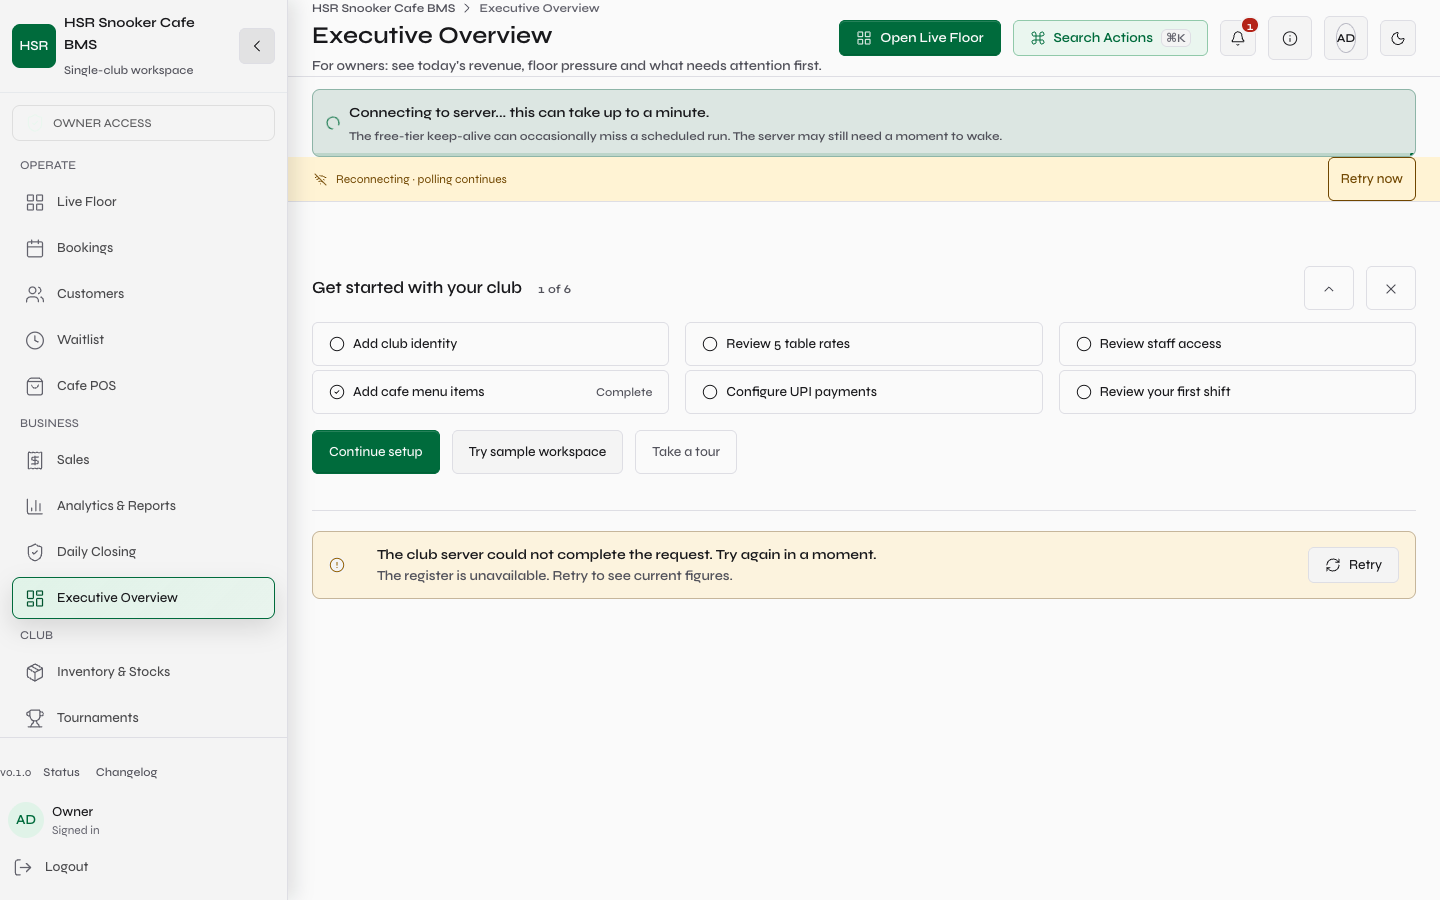 HSR
HSR Snooker Cafe
BMS
Single-club workspace
OWNER ACCESS
OPERATE
Live Floor
Bookings
Customers
Waitlist
Cafe POS
BUSINESS
Sales
Analytics & Reports
Daily Closing
Executive Overview
CLUB
Inventory & Stocks
Tournaments
v0.1.0 Status Changelog
AD
Owner
Signed in
Logout
HSR Snooker Cafe BMS > Executive Overview
Executive Overview
For owners: see today's revenue, floor pressure and what needs attention first.
Open Live Floor
Search Actions ⌘K
1
AD
Connecting to server... this can take up to a minute.
The free-tier keep-alive can occasionally miss a scheduled run. The server may still need a moment to wake.
Reconnecting · polling continues
Retry now
Get started with your club 1 of 6
Add club identity
Review 5 table rates
Review staff access
Add cafe menu items Complete
Configure UPI payments
Review your first shift
Continue setup
Try sample workspace
Take a tour
The club server could not complete the request. Try again in a moment.
The register is unavailable. Retry to see current figures.
Retry